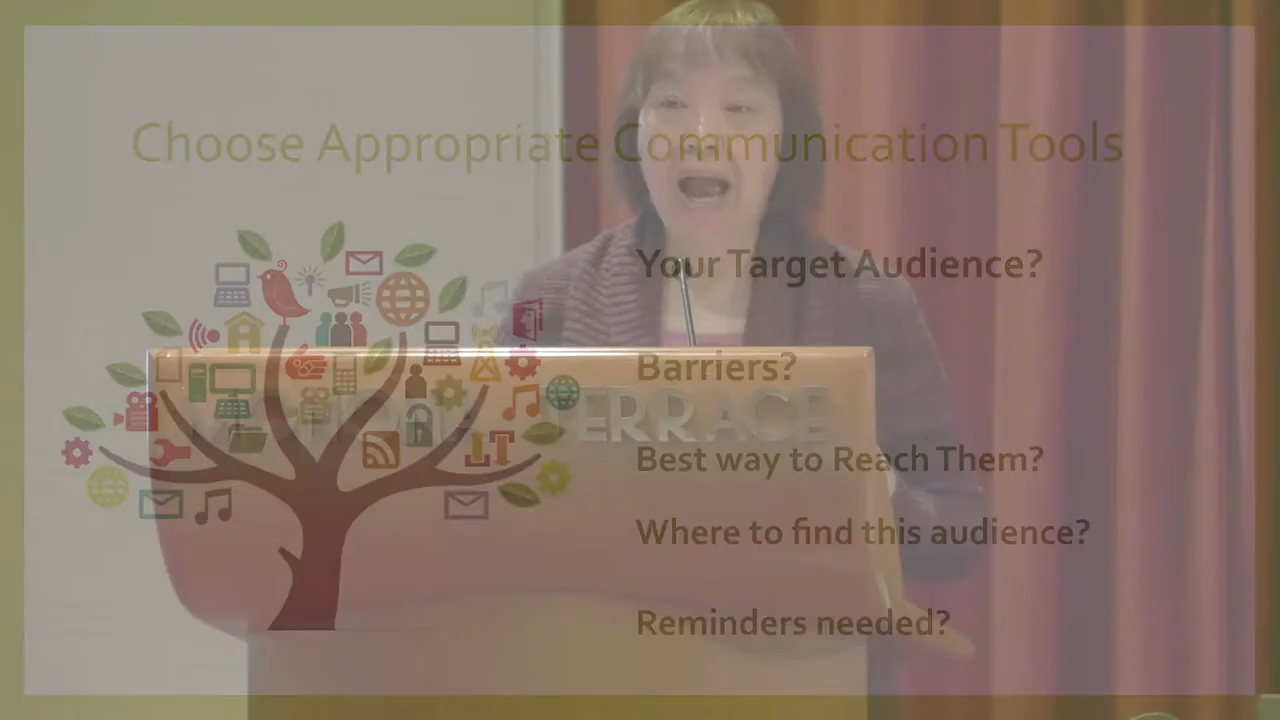 Choose Appropriate Communication Tools
Your Target Audience?
Barriers?
ERRACE
Best way to Reach Them?
Where to find this audience?
Reminders needed?